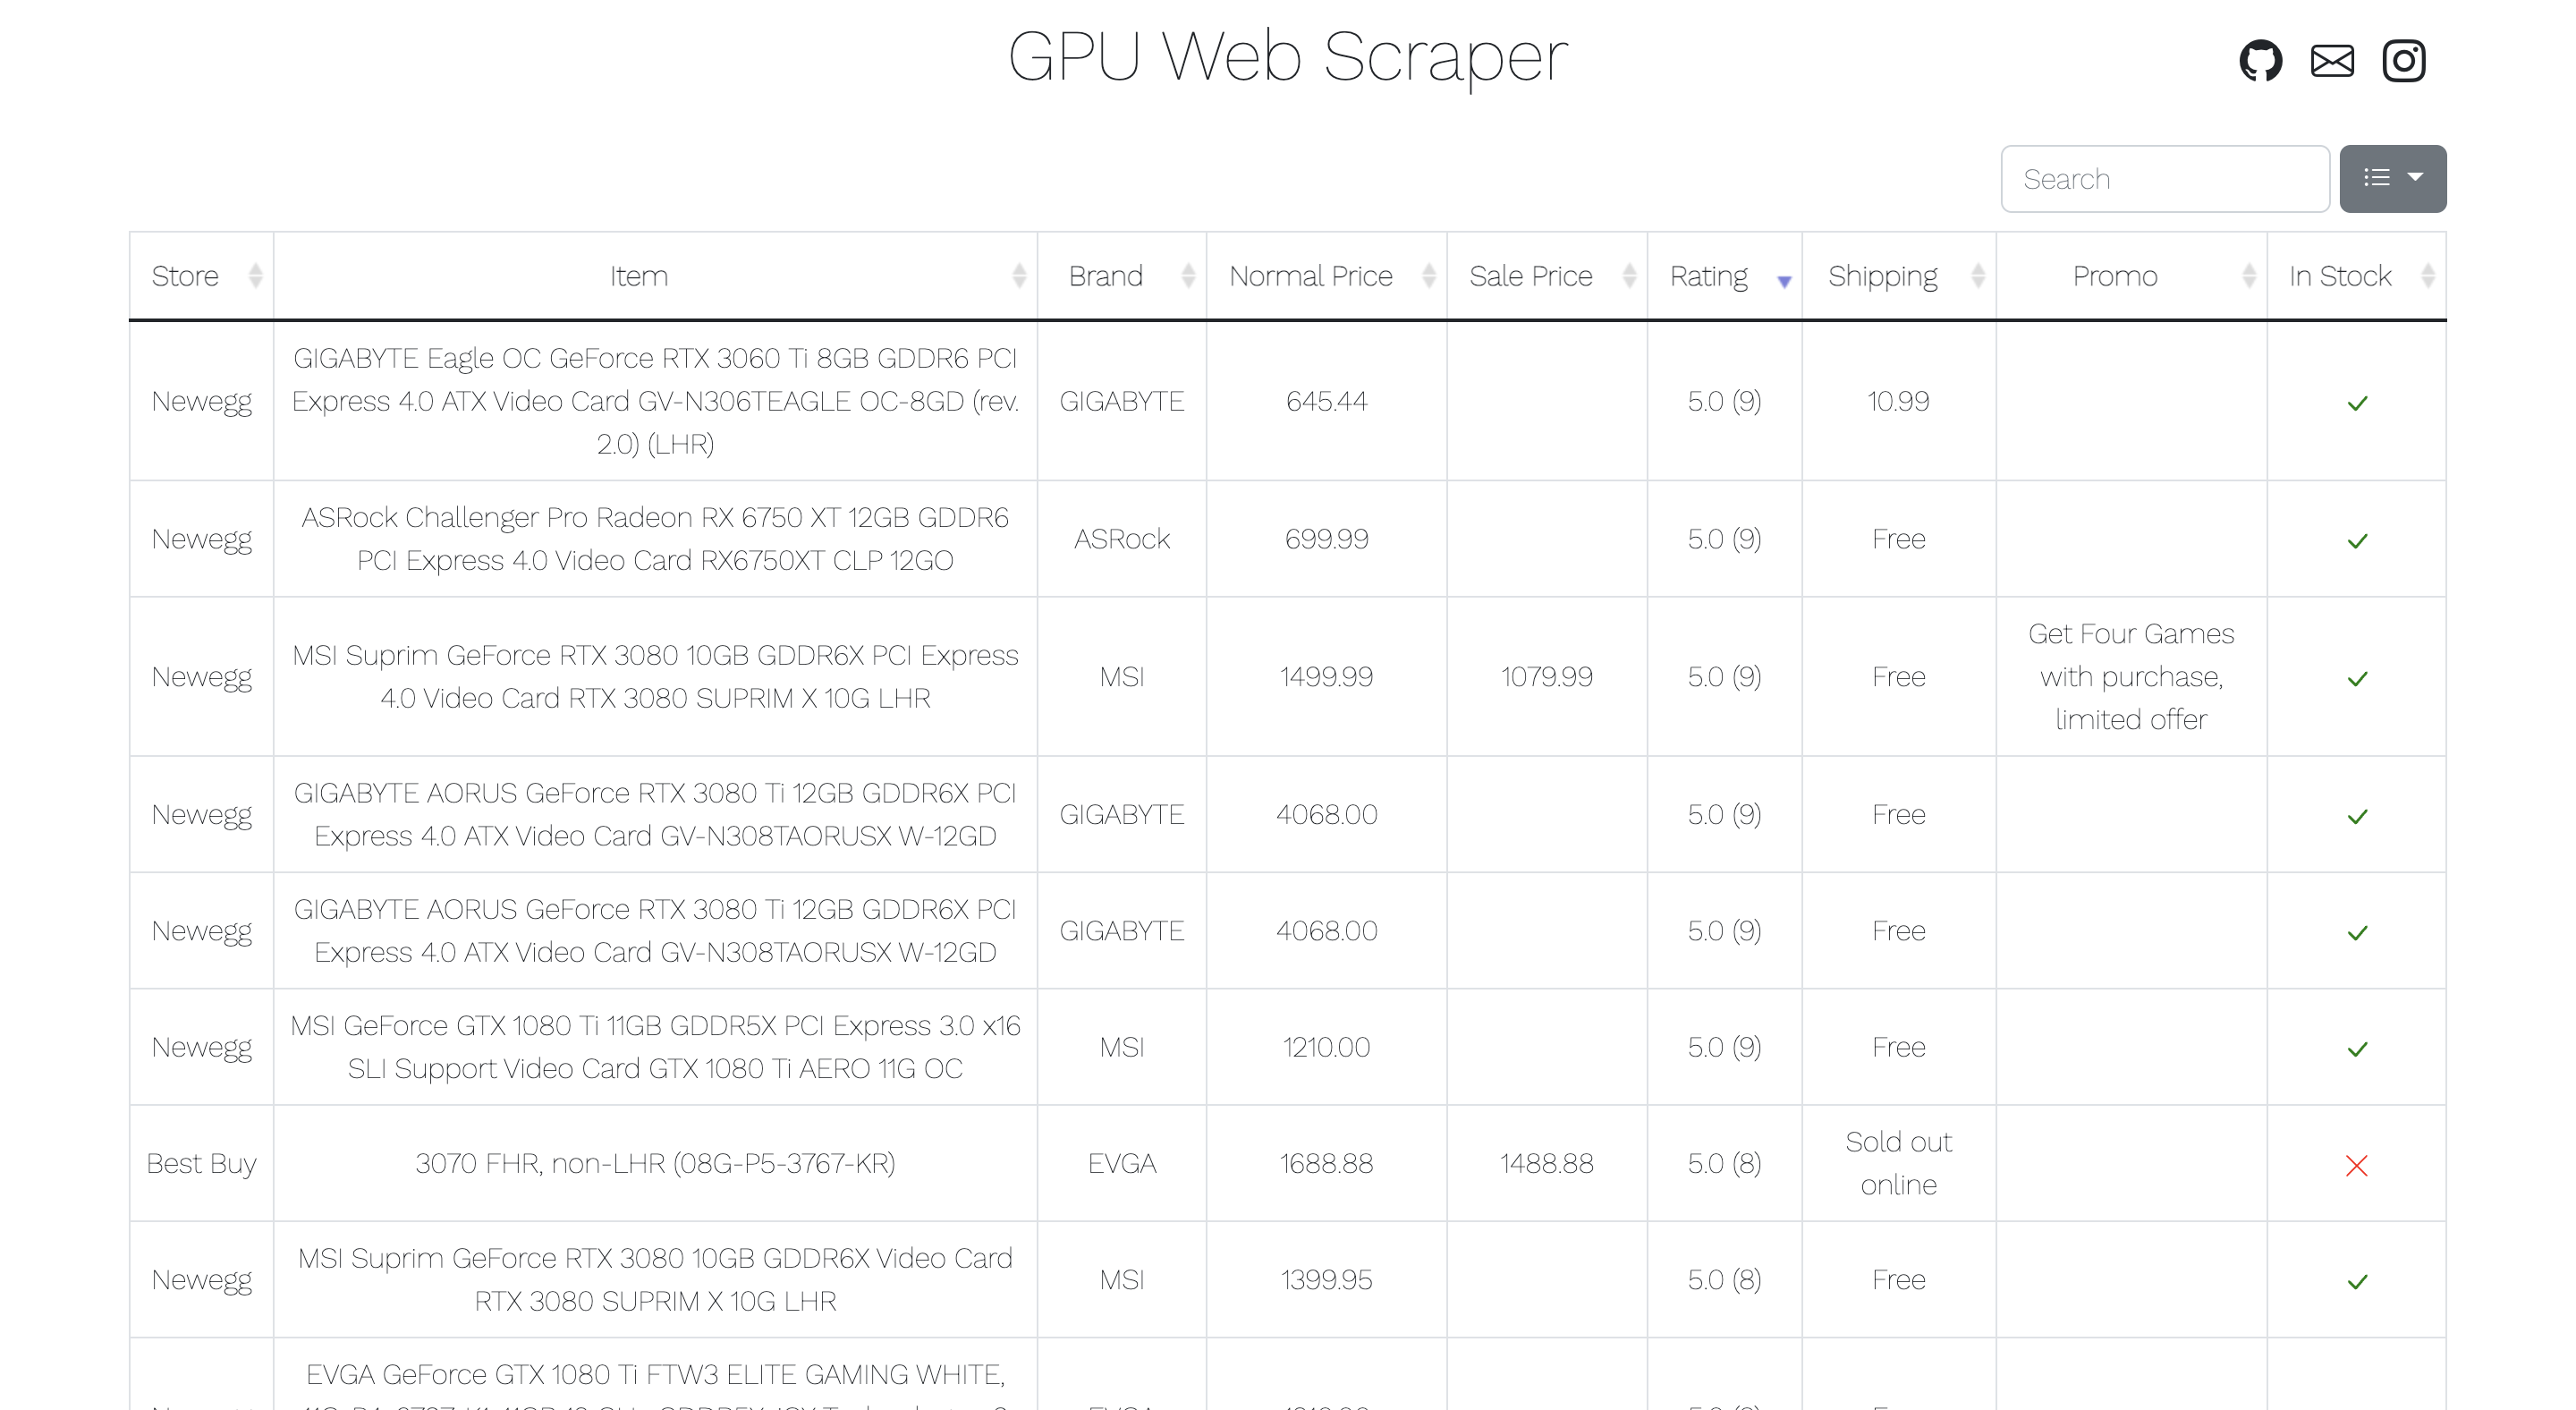 GPU Web Scraper
Search
Store Item Brand Normal Price Sale Price Rating Shipping Promo In Stock
GIGABYTE Eagle OC GeForce RTX 3060 Ti 8GB GDDR6 PCI
Express 4.0 ATX Video Card GV-N306TEAGLE OC-8GD (rev.
2.0) (LHR)
Newegg GIGABYTE 645.44 5.0 (9) 10.99
ASRock Challenger Pro Radeon RX 6750 XT 12GB GDDR6
PCI Express 4.0 Video Card RX6750XT CLP 12GO
Newegg ASRock 699.99 5.0 (9) Free
MSI Suprim GeForce RTX 3080 10GB GDDR6X PCI Express
4.0 Video Card RTX 3080 SUPRIM X 10G LHR
Newegg MSI 1499.99 1079.99 5.0 (9) Free
Get Four Games
with purchase,
limited offer
GIGABYTE AORUS GeForce RTX 3080 Ti 12GB GDDR6X PCI
Express 4.0 ATX Video Card GV-N308TAORUSX W-12GD
Newegg GIGABYTE 4068.00 5.0 (9) Free
GIGABYTE AORUS GeForce RTX 3080 Ti 12GB GDDR6X PCI
Express 4.0 ATX Video Card GV-N308TAORUSX W-12GD
Newegg GIGABYTE 4068.00 5.0 (9) Free
MSI GeForce GTX 1080 Ti 11GB GDDR5X PCI Express 3.0 x16
SLI Support Video Card GTX 1080 Ti AERO 11G OC
Newegg MSI 1210.00 5.0 (9) Free
Best Buy 3070 FHR, non-LHR (08G-P5-3767-KR) EVGA 1688.88 1488.88 5.0 (8)
Sold out
online
MSI Suprim GeForce RTX 3080 10GB GDDR6X Video Card
RTX 3080 SUPRIM X 10G LHR
Newegg MSI 1399.95 5.0 (8) Free
EVGA GeForce GTX 1080 Ti FTW3 ELITE GAMING WHITE,